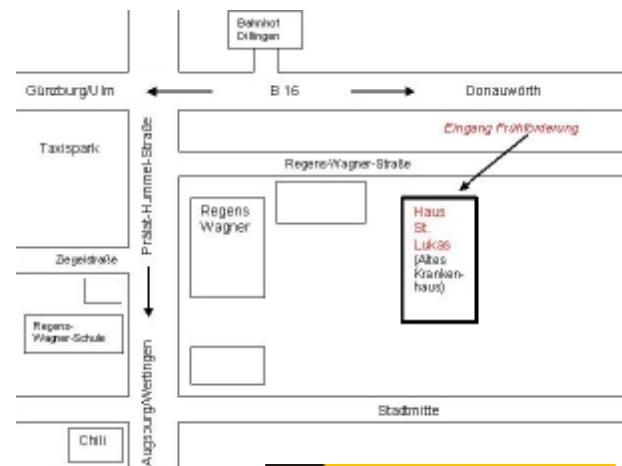 Bahnhof
Dillingen
Günzburg/Ulm
B 16
Donauwörth
Eingang Frühförderung
Taxispark
Prälat-Hummel-Straße
Regens-Wagner-Straße
Regens
Wagner
Haus
St.
Lukas
(Altes
Kranken-
haus)
Ziegelstraße
Regens-
Wagner-Schule
Augsburg/Wertingen
Stadtmitte
Chili